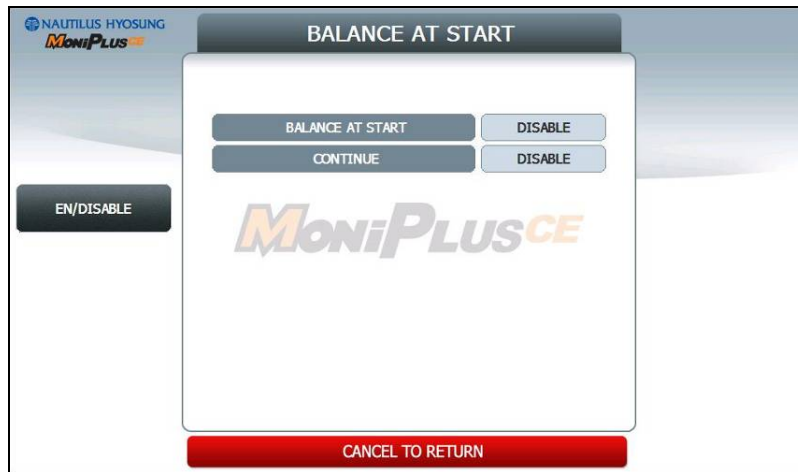 NAUTILUS HYOSUNG
MoniPlusCE
BALANCE AT START
BALANCE AT START DISABLE
CONTINUE DISABLE
EN/DISABLE
MoniPlusCE
CANCEL TO RETURN